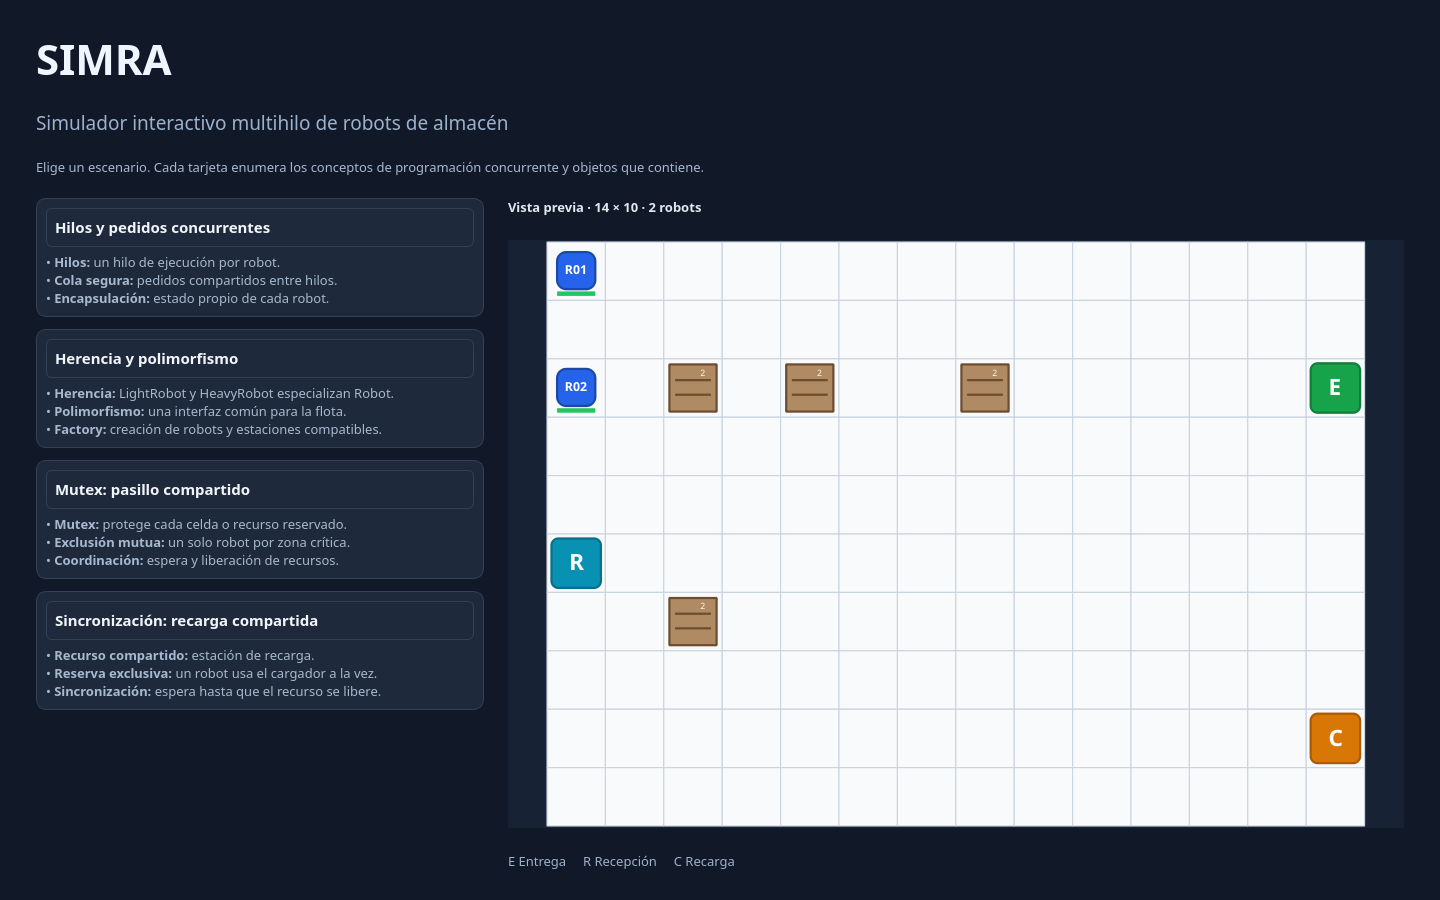 SIMRA
Simulador interactivo multihilo de robots de almacén
Elige un escenario. Cada tarjeta enumera los conceptos de programación concurrente y objetos que contiene.
Hilos y pedidos concurrentes
• Hilos: un hilo de ejecución por robot.
• Cola segura: pedidos compartidos entre hilos.
• Encapsulación: estado propio de cada robot.
Herencia y polimorfismo
• Herencia: LightRobot y HeavyRobot especializan Robot.
• Polimorfismo: una interfaz común para la flota.
• Factory: creación de robots y estaciones compatibles.
Mutex: pasillo compartido
• Mutex: protege cada celda o recurso reservado.
• Exclusión mutua: un solo robot por zona crítica.
• Coordinación: espera y liberación de recursos.
Sincronización: recarga compartida
• Recurso compartido: estación de recarga.
• Reserva exclusiva: un robot usa el cargador a la vez.
• Sincronización: espera hasta que el recurso se libere.
Vista previa · 14 × 10 · 2 robots
R01
R02 2 2 2 E
R
2
C
E Entrega R Recepción C Recarga